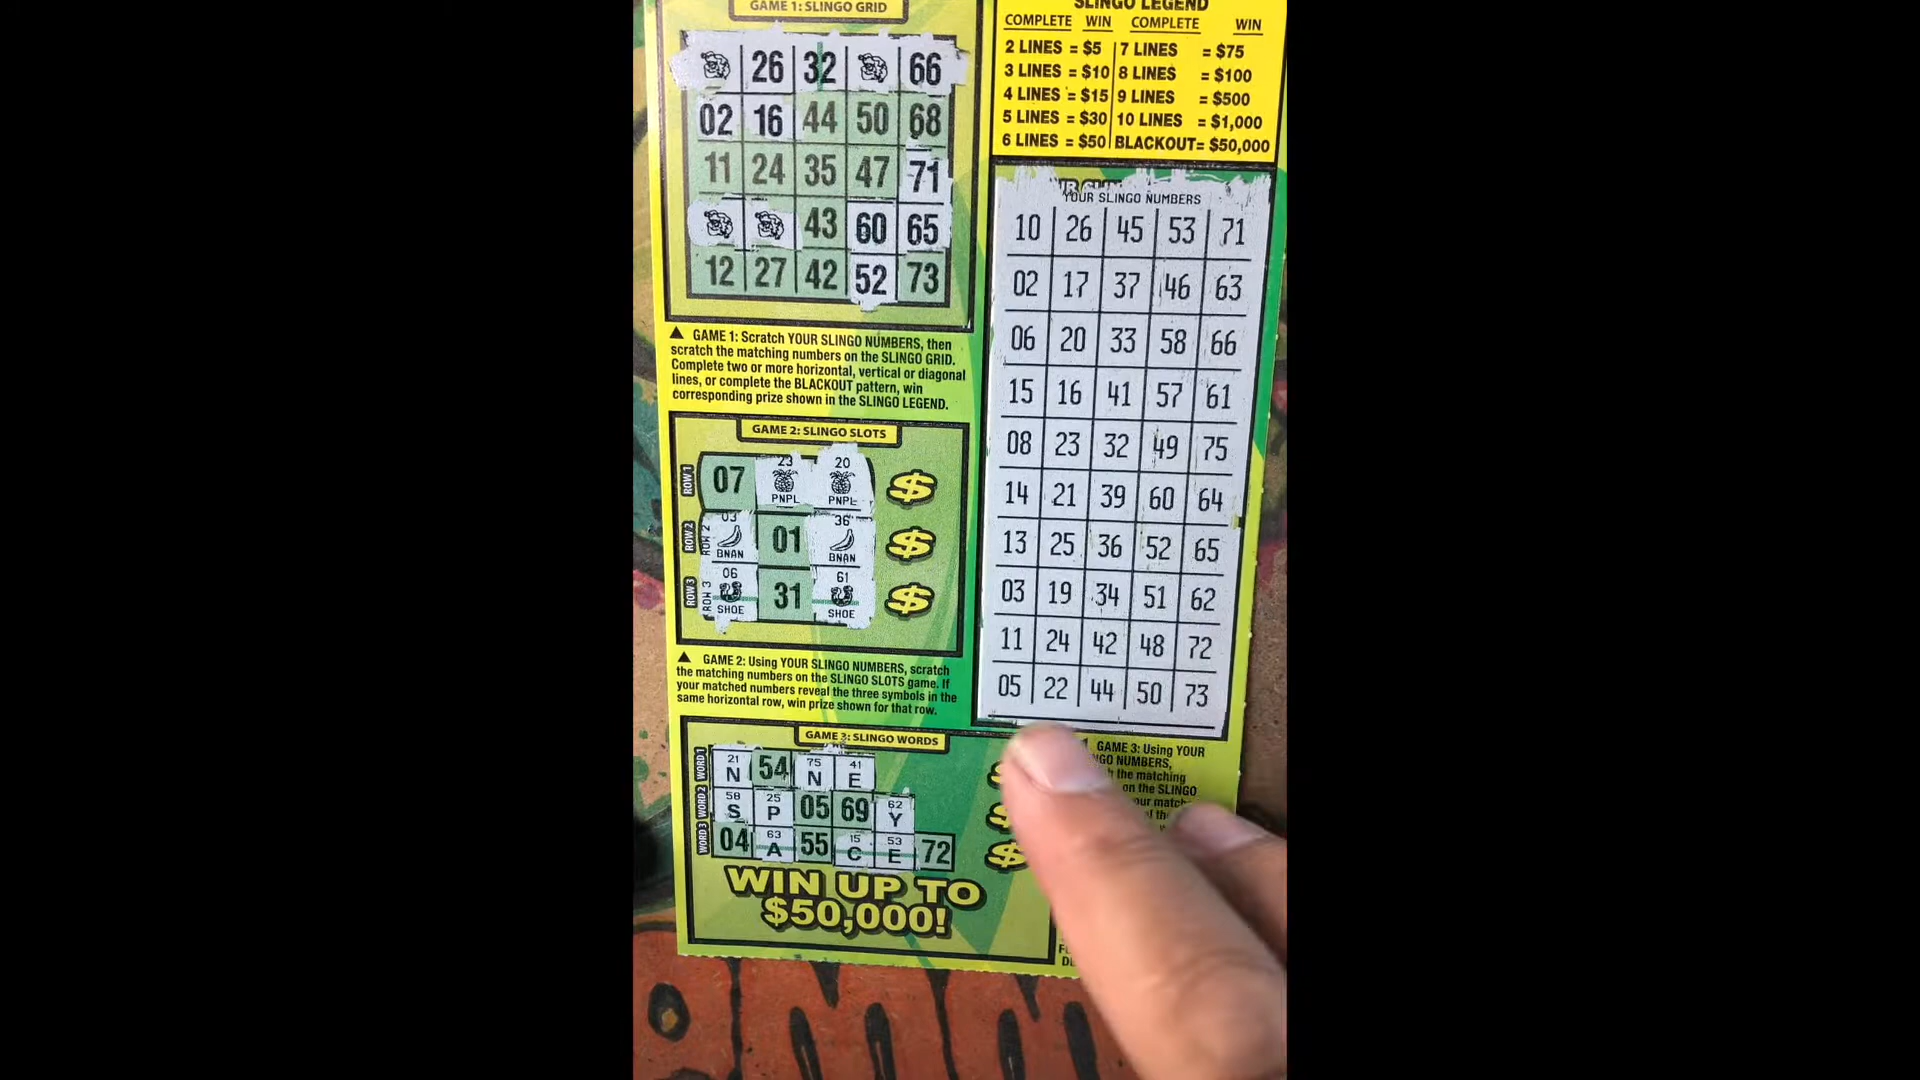 GAME 1: SLINGO GRID
26 32 66
02 16 44 50 68
11 24 35 47 71
43 60 65
12 27 42 52 73
▲ GAME 1: Scratch YOUR SLINGO NUMBERS, then
scratch the matching numbers on the SLINGO GRID.
Complete two or more horizontal, vertical or diagonal
lines, or complete the BLACKOUT pattern, win
corresponding prize shown in the SLINGO LEGEND.
GAME 2: SLINGO SLOTS
ROW 1 07 23 PNPL 20 PNPL $
ROW 2 ROW 2 03 BNAN 01 36 BNAN $
ROW 3 ROW 3 06 SHOE 31 61 SHOE $
▲ GAME 2: Using YOUR SLINGO NUMBERS, scratch
the matching numbers on the SLINGO SLOTS game. If
your matched numbers reveal the three symbols in the
same horizontal row, win prize shown for that row.
GAME 3: SLINGO WORDS
WORD 1 21 N 54 75 N 41 E
WORD 2 58 S 25 P 05 69 62 Y $
WORD 3 04 63 A 55 15 C 53 E 72 $
WIN UP TO
$50,000!
SLINGO LEGEND
COMPLETE WIN COMPLETE WIN
2 LINES = $5 7 LINES = $75
3 LINES = $10 8 LINES = $100
4 LINES = $15 9 LINES = $500
5 LINES = $30 10 LINES = $1,000
6 LINES = $50 BLACKOUT= $50,000
YOUR SLINGO NUMBERS
10 26 45 53 71
02 17 37 46 63
06 20 33 58 66
15 16 41 57 61
08 23 32 49 75
14 21 39 60 64
13 25 36 52 65
03 19 34 51 62
11 24 42 48 72
05 22 44 50 73
GAME 3: Using YOUR
NUMBERS,
the matching
on the SLINGO